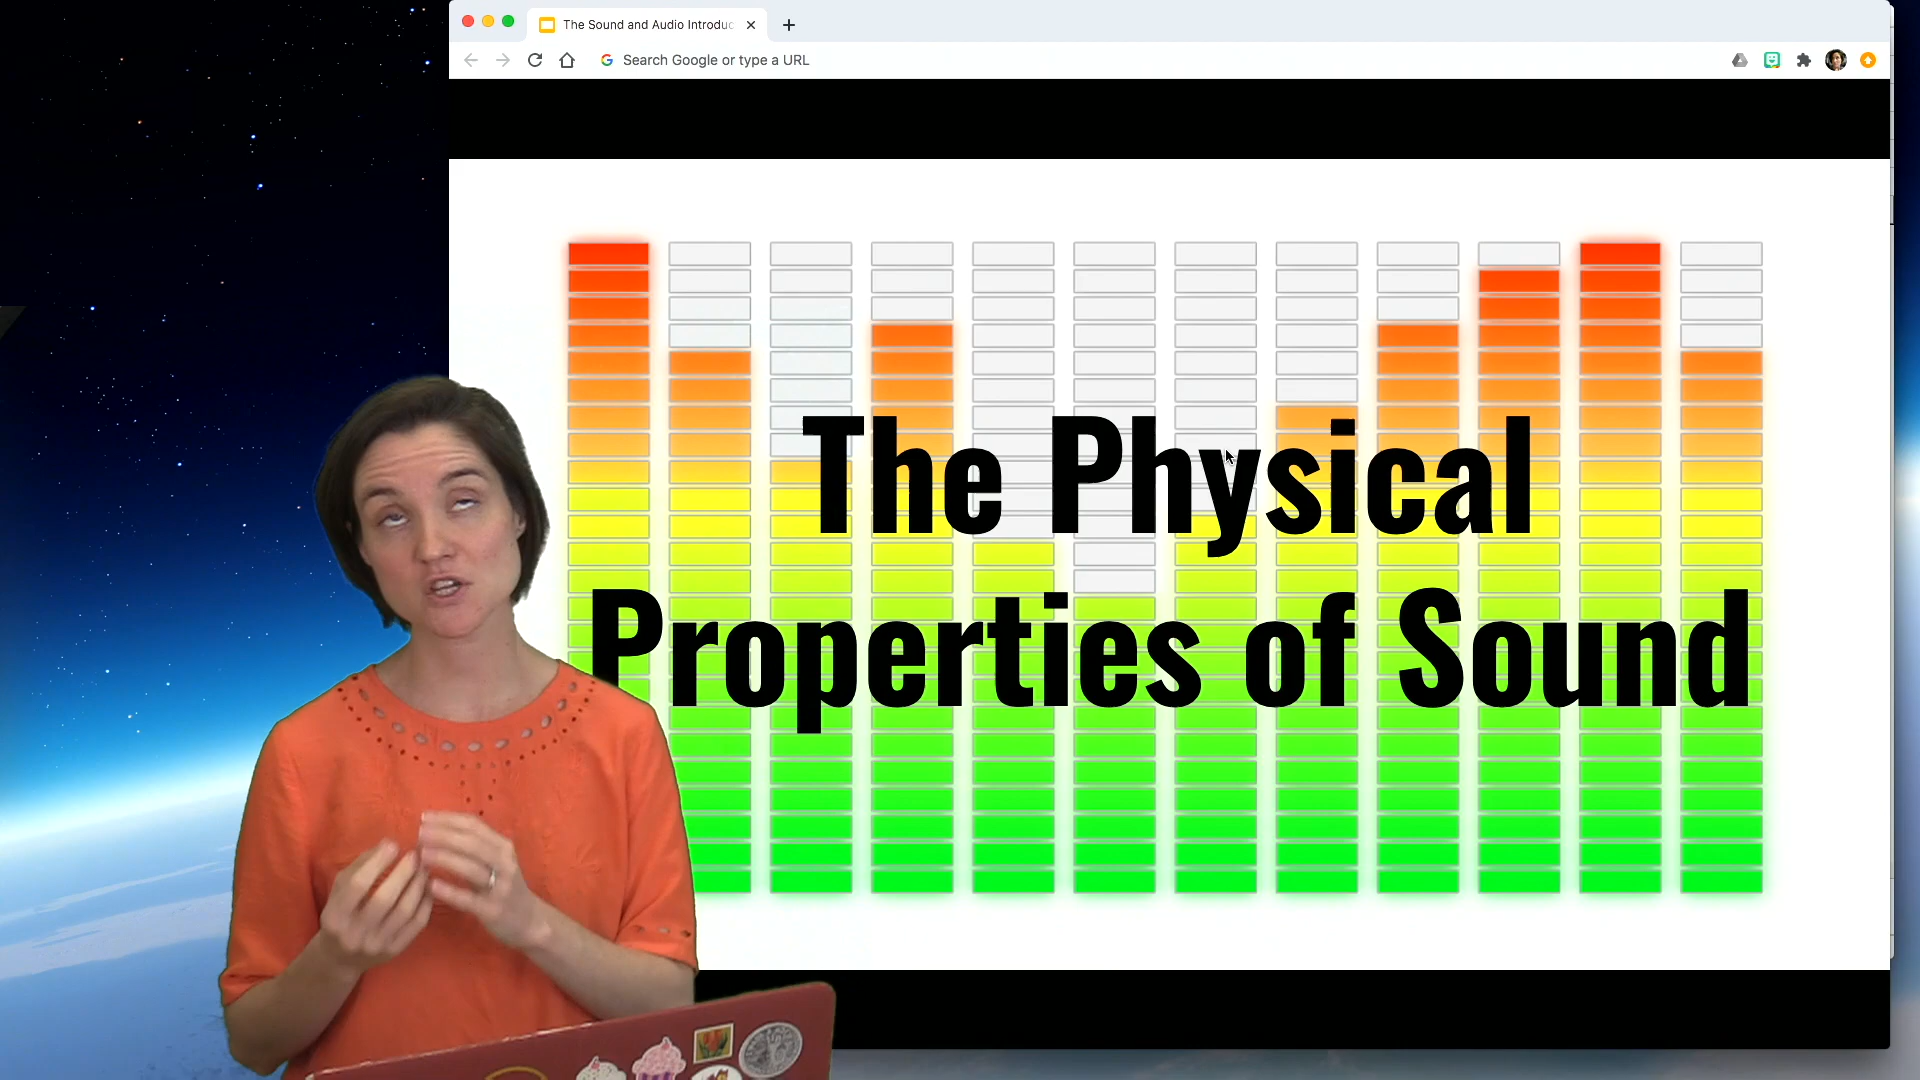 The Sound and Audio Introduc
Search Google or type a URL
The Physical
Properties of Sound